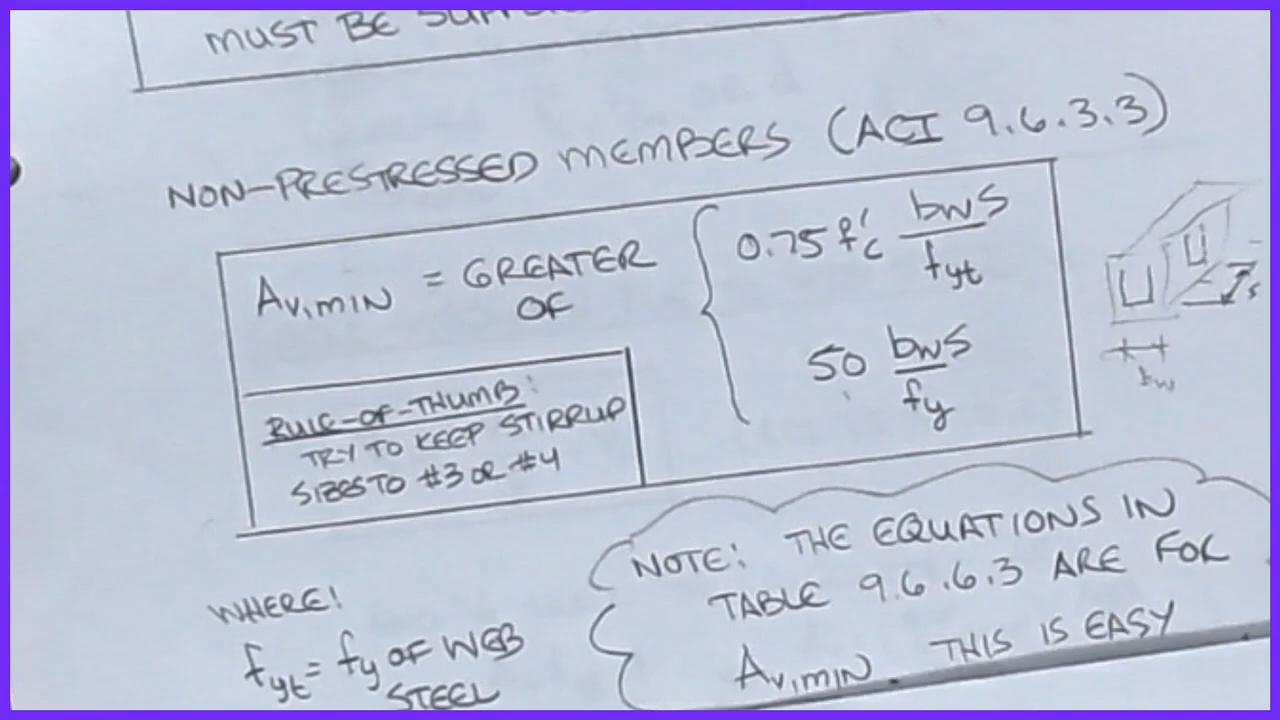 MUST BE
NON-PRESTRESSED MEMBERS (ACI 9.6.3.3)
Av,MIN = GREATER OF { 0.75 f'c bws/fyt
50 bws/fy
RULE-OF-THUMB:
TRY TO KEEP STIRRUP
SIZES TO #3 OR #4
s
bw
WHERE:
fyt = fy OF WEB
STEEL
NOTE: THE EQUATIONS IN
TABLE 9.6.6.3 ARE FOR
Av,MIN. THIS IS EASY